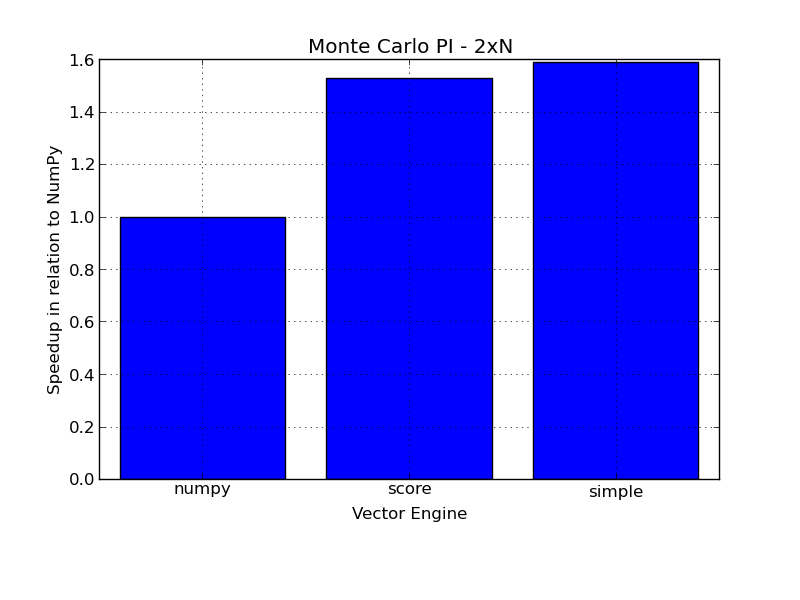 Monte Carlo PI - 2xN
1.6
1.4
1.2
1.0
0.8
0.6
0.4
0.2
0.0
Speedup in relation to NumPy
numpy score simple
Vector Engine